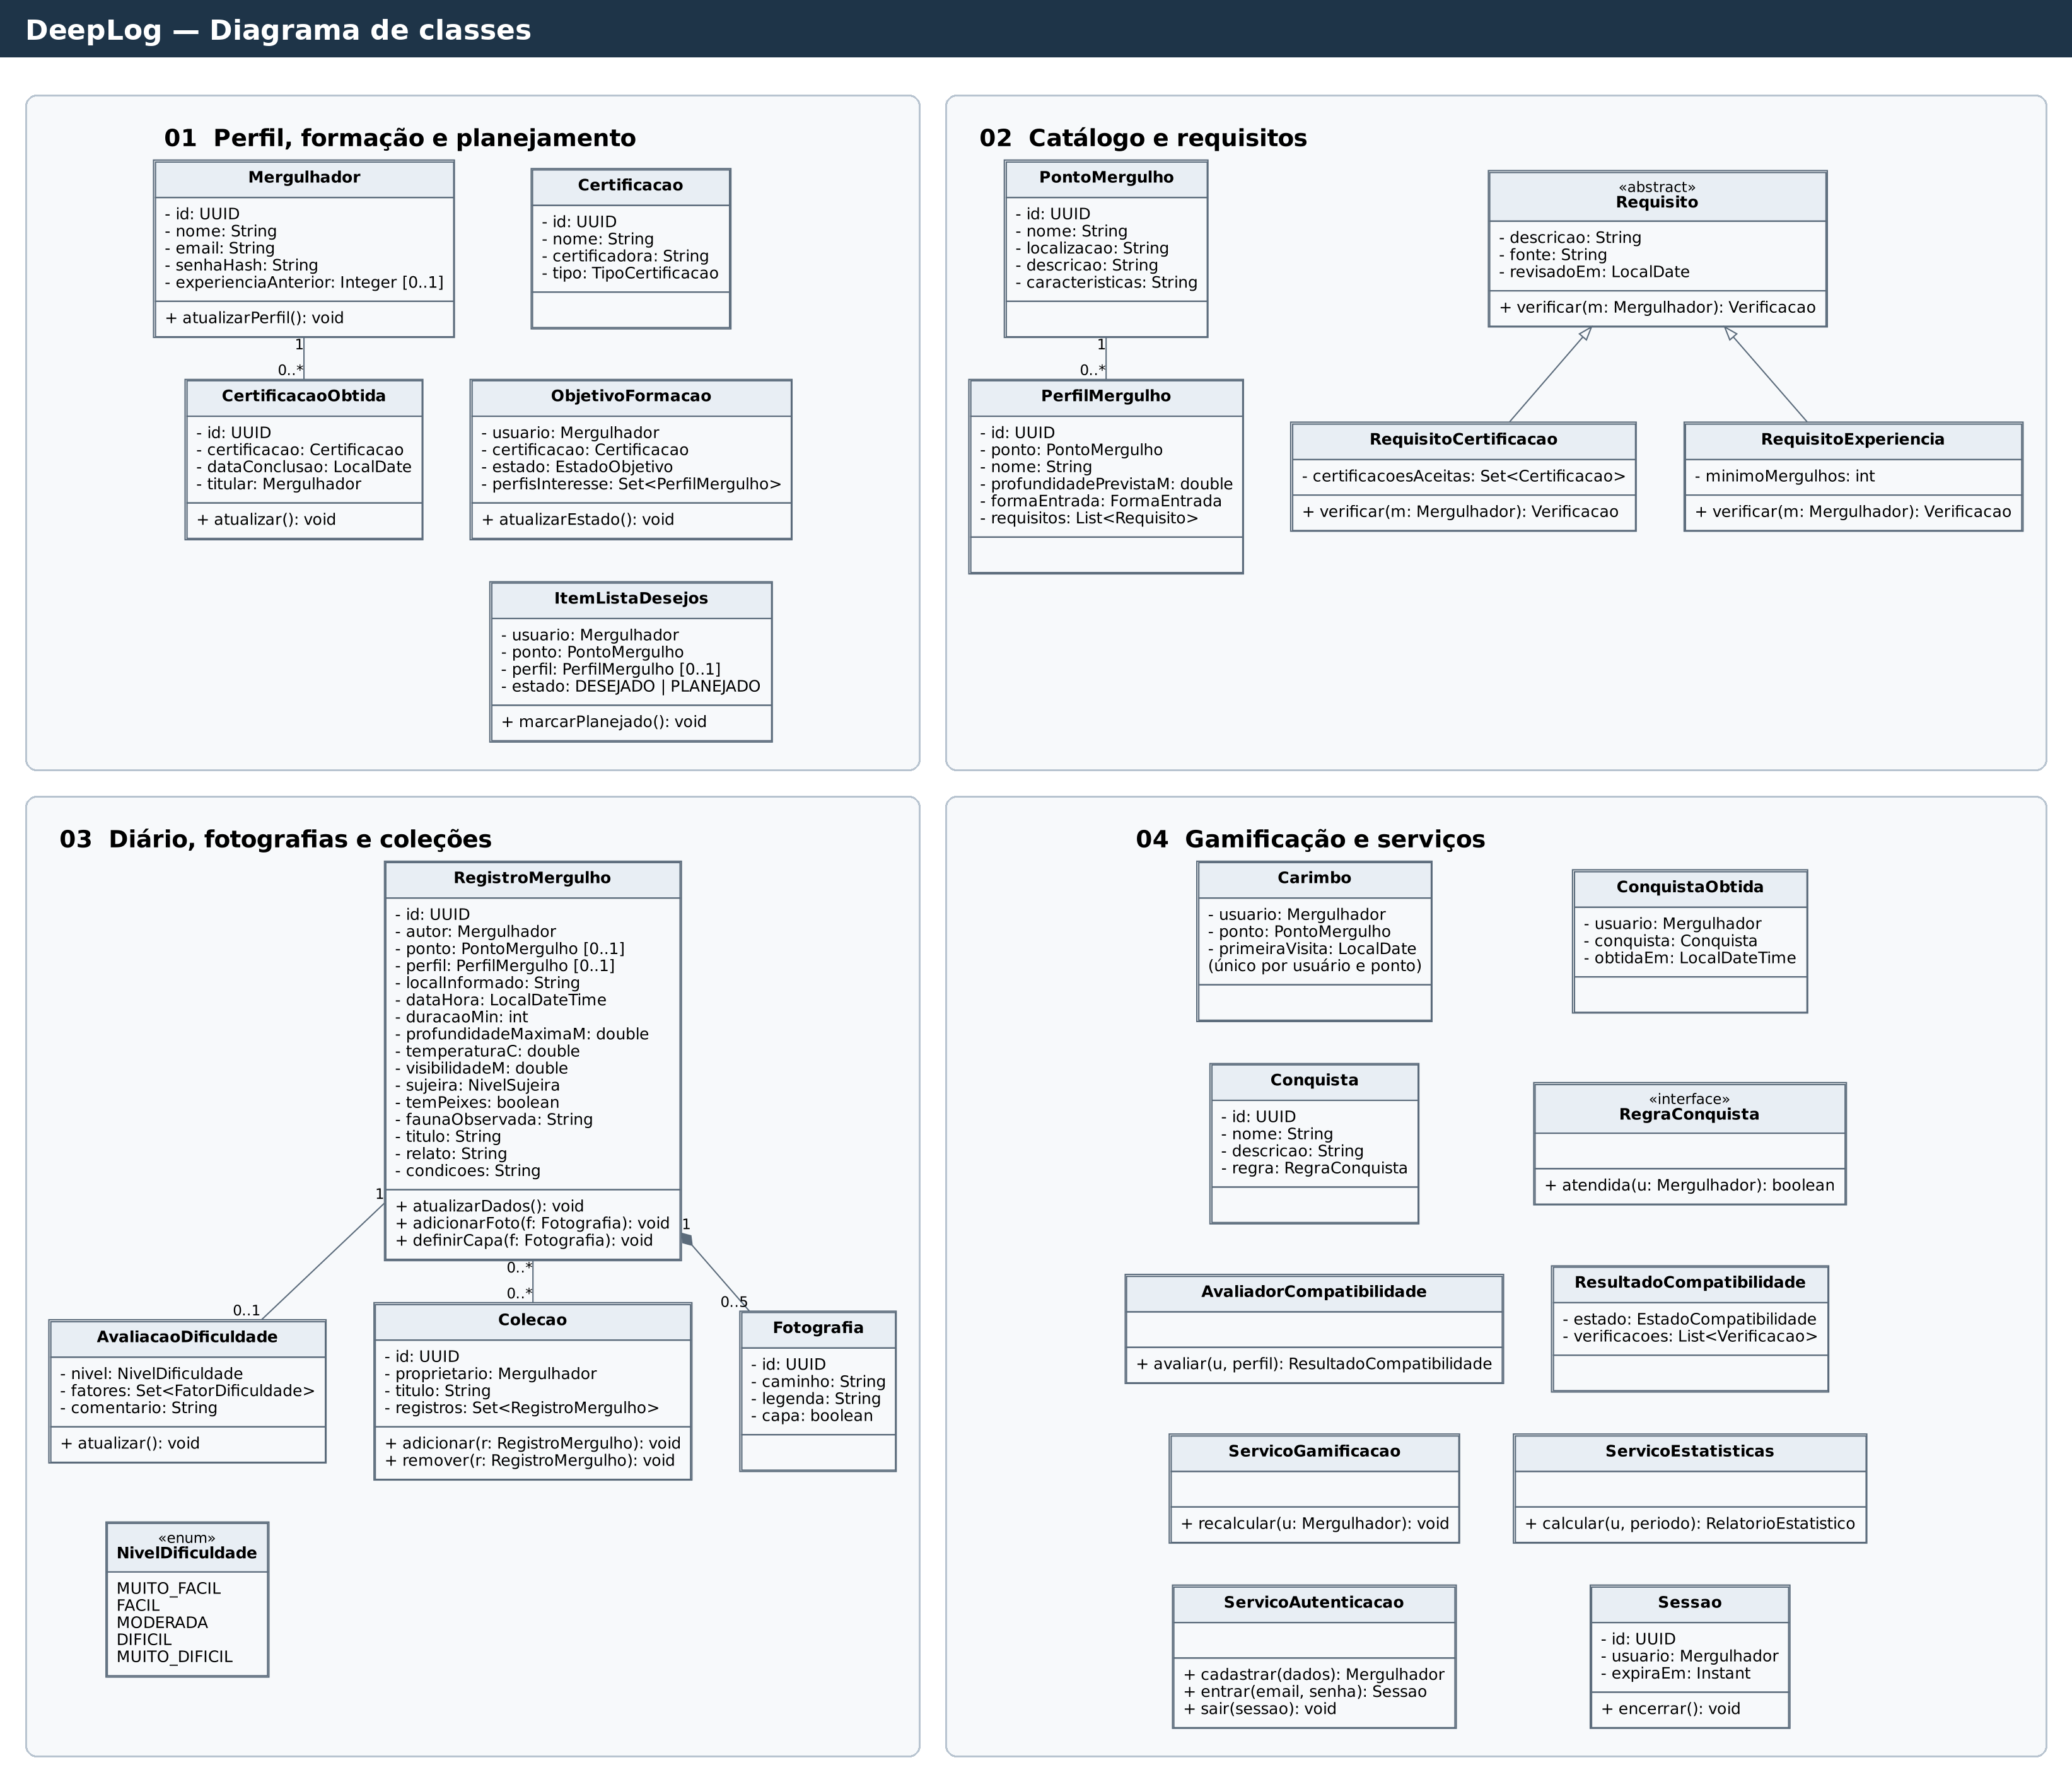 DeepLog — Diagrama de classes
01 Perfil, formação e planejamento
Mergulhador
- id: UUID
- nome: String
- email: String
- senhaHash: String
- experienciaAnterior: Integer [0..1]
+ atualizarPerfil(): void
Certificacao
- id: UUID
- nome: String
- certificadora: String
- tipo: TipoCertificacao
1
0..*
CertificacaoObtida
- id: UUID
- certificacao: Certificacao
- dataConclusao: LocalDate
- titular: Mergulhador
+ atualizar(): void
ObjetivoFormacao
- usuario: Mergulhador
- certificacao: Certificacao
- estado: EstadoObjetivo
- perfisInteresse: Set<PerfilMergulho>
+ atualizarEstado(): void
ItemListaDesejos
- usuario: Mergulhador
- ponto: PontoMergulho
- perfil: PerfilMergulho [0..1]
- estado: DESEJADO | PLANEJADO
+ marcarPlanejado(): void
02 Catálogo e requisitos
PontoMergulho
- id: UUID
- nome: String
- localizacao: String
- descricao: String
- caracteristicas: String
1
0..*
PerfilMergulho
- id: UUID
- ponto: PontoMergulho
- nome: String
- profundidadePrevistaM: double
- formaEntrada: FormaEntrada
- requisitos: List<Requisito>
«abstract»
Requisito
- descricao: String
- fonte: String
- revisadoEm: LocalDate
+ verificar(m: Mergulhador): Verificacao
RequisitoCertificacao
- certificacoesAceitas: Set<Certificacao>
+ verificar(m: Mergulhador): Verificacao
RequisitoExperiencia
- minimoMergulhos: int
+ verificar(m: Mergulhador): Verificacao
03 Diário, fotografias e coleções
RegistroMergulho
- id: UUID
- autor: Mergulhador
- ponto: PontoMergulho [0..1]
- perfil: PerfilMergulho [0..1]
- localInformado: String
- dataHora: LocalDateTime
- duracaoMin: int
- profundidadeMaximaM: double
- temperaturaC: double
- visibilidadeM: double
- sujeira: NivelSujeira
- temPeixes: boolean
- faunaObservada: String
- titulo: String
- relato: String
- condicoes: String
+ atualizarDados(): void
+ adicionarFoto(f: Fotografia): void
+ definirCapa(f: Fotografia): void
1
0..1
0..*
0..*
1
0..5
AvaliacaoDificuldade
- nivel: NivelDificuldade
- fatores: Set<FatorDificuldade>
- comentario: String
+ atualizar(): void
Colecao
- id: UUID
- proprietario: Mergulhador
- titulo: String
- registros: Set<RegistroMergulho>
+ adicionar(r: RegistroMergulho): void
+ remover(r: RegistroMergulho): void
Fotografia
- id: UUID
- caminho: String
- legenda: String
- capa: boolean
«enum»
NivelDificuldade
MUITO_FACIL
FACIL
MODERADA
DIFICIL
MUITO_DIFICIL
04 Gamificação e serviços
Carimbo
- usuario: Mergulhador
- ponto: PontoMergulho
- primeiraVisita: LocalDate
(único por usuário e ponto)
ConquistaObtida
- usuario: Mergulhador
- conquista: Conquista
- obtidaEm: LocalDateTime
Conquista
- id: UUID
- nome: String
- descricao: String
- regra: RegraConquista
«interface»
RegraConquista
+ atendida(u: Mergulhador): boolean
AvaliadorCompatibilidade
+ avaliar(u, perfil): ResultadoCompatibilidade
ResultadoCompatibilidade
- estado: EstadoCompatibilidade
- verificacoes: List<Verificacao>
ServicoGamificacao
+ recalcular(u: Mergulhador): void
ServicoEstatisticas
+ calcular(u, periodo): RelatorioEstatistico
ServicoAutenticacao
+ cadastrar(dados): Mergulhador
+ entrar(email, senha): Sessao
+ sair(sessao): void
Sessao
- id: UUID
- usuario: Mergulhador
- expiraEm: Instant
+ encerrar(): void